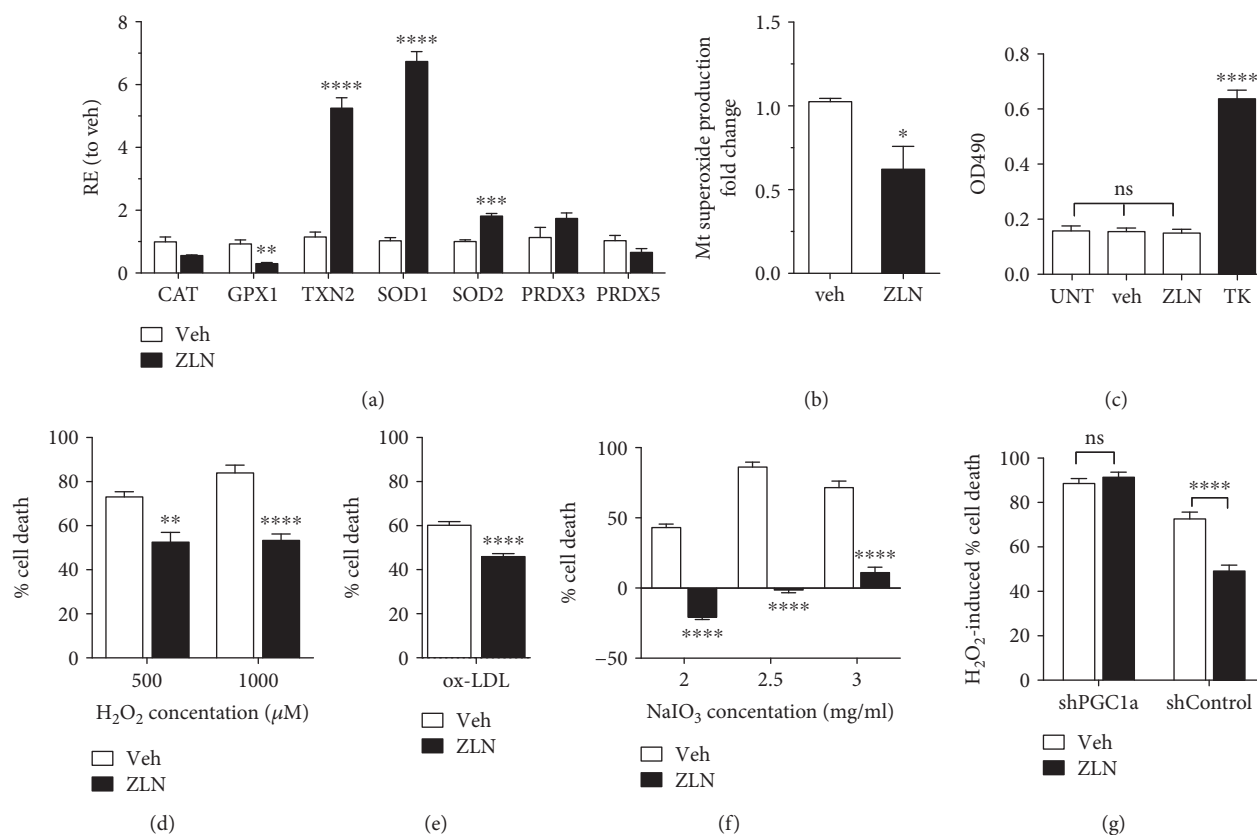 8
6
4
2
0
RE (to veh)
**
****
****
***
CAT GPX1 TXN2 SOD1 SOD2 PRDX3 PRDX5
Veh
ZLN
(a)
1.5
1.0
0.5
0.0
Mt superoxide production
fold change
*
veh ZLN
(b)
0.8
0.6
0.4
0.2
0.0
OD490
ns
****
UNT veh ZLN TK
(c)
100
80
60
40
20
0
% cell death
**
****
500 1000
H₂O₂ concentation (μM)
Veh
ZLN
(d)
100
80
60
40
20
0
% cell death
****
ox-LDL
Veh
ZLN
(e)
100
50
0
−50
% cell death
****
****
****
2 2.5 3
NaIO₃ concentation (mg/ml)
Veh
ZLN
(f)
100
80
60
40
20
0
H₂O₂-induced % cell death
ns
****
shPGC1a shControl
Veh
ZLN
(g)